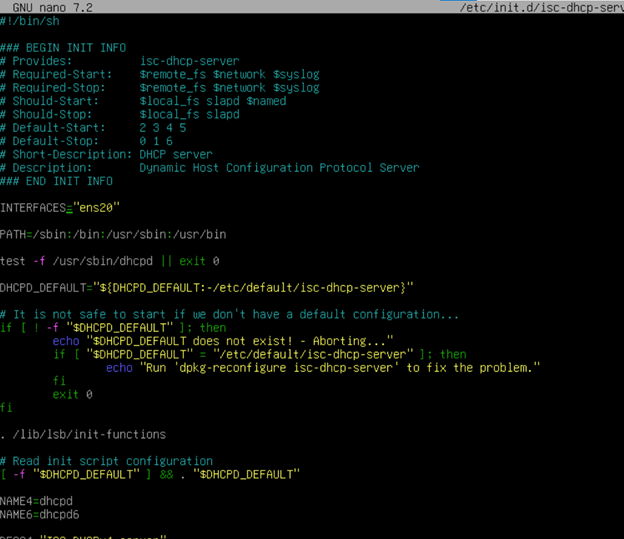 GNU nano 7.2 /etc/init.d/isc-dhcp-serv
#!/bin/sh
### BEGIN INIT INFO
# Provides: isc-dhcp-server
# Required-Start: $remote_fs $network $syslog
# Required-Stop: $remote_fs $network $syslog
# Should-Start: $local_fs slapd $named
# Should-Stop: $local_fs slapd
# Default-Start: 2 3 4 5
# Default-Stop: 0 1 6
# Short-Description: DHCP server
# Description: Dynamic Host Configuration Protocol Server
### END INIT INFO
INTERFACES="ens20"
PATH=/sbin:/bin:/usr/sbin:/usr/bin
test -f /usr/sbin/dhcpd || exit 0
DHCPD_DEFAULT="${DHCPD_DEFAULT:-/etc/default/isc-dhcp-server}"
# It is not safe to start if we don't have a default configuration...
if [ ! -f "$DHCPD_DEFAULT" ]; then
echo "$DHCPD_DEFAULT does not exist! - Aborting..."
if [ "$DHCPD_DEFAULT" = "/etc/default/isc-dhcp-server" ]; then
echo "Run 'dpkg-reconfigure isc-dhcp-server' to fix the problem."
fi
exit 0
fi
. /lib/lsb/init-functions
# Read init script configuration
[ -f "$DHCPD_DEFAULT" ] && . "$DHCPD_DEFAULT"
NAME4=dhcpd
NAME6=dhcpd6